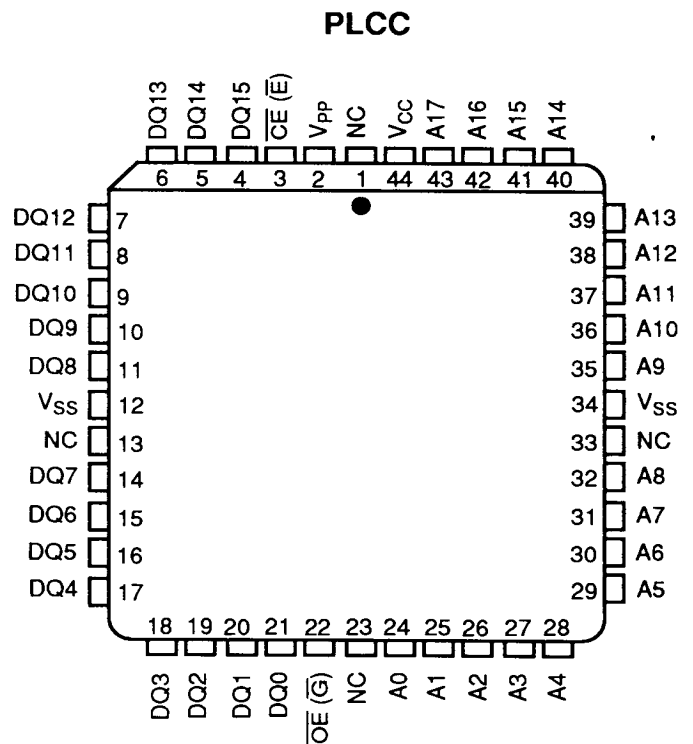 PLCC
DQ13 DQ14 DQ15 C̅E̅ (E̅) VPP NC VCC A17 A16 A15 A14
6 5 4 3 2 1 44 43 42 41 40
DQ12 7 39 A13
DQ11 8 38 A12
DQ10 9 37 A11
DQ9 10 36 A10
DQ8 11 35 A9
VSS 12 34 VSS
NC 13 33 NC
DQ7 14 32 A8
DQ6 15 31 A7
DQ5 16 30 A6
DQ4 17 29 A5
18 19 20 21 22 23 24 25 26 27 28
DQ3 DQ2 DQ1 DQ0 O̅E̅ (G̅) NC A0 A1 A2 A3 A4